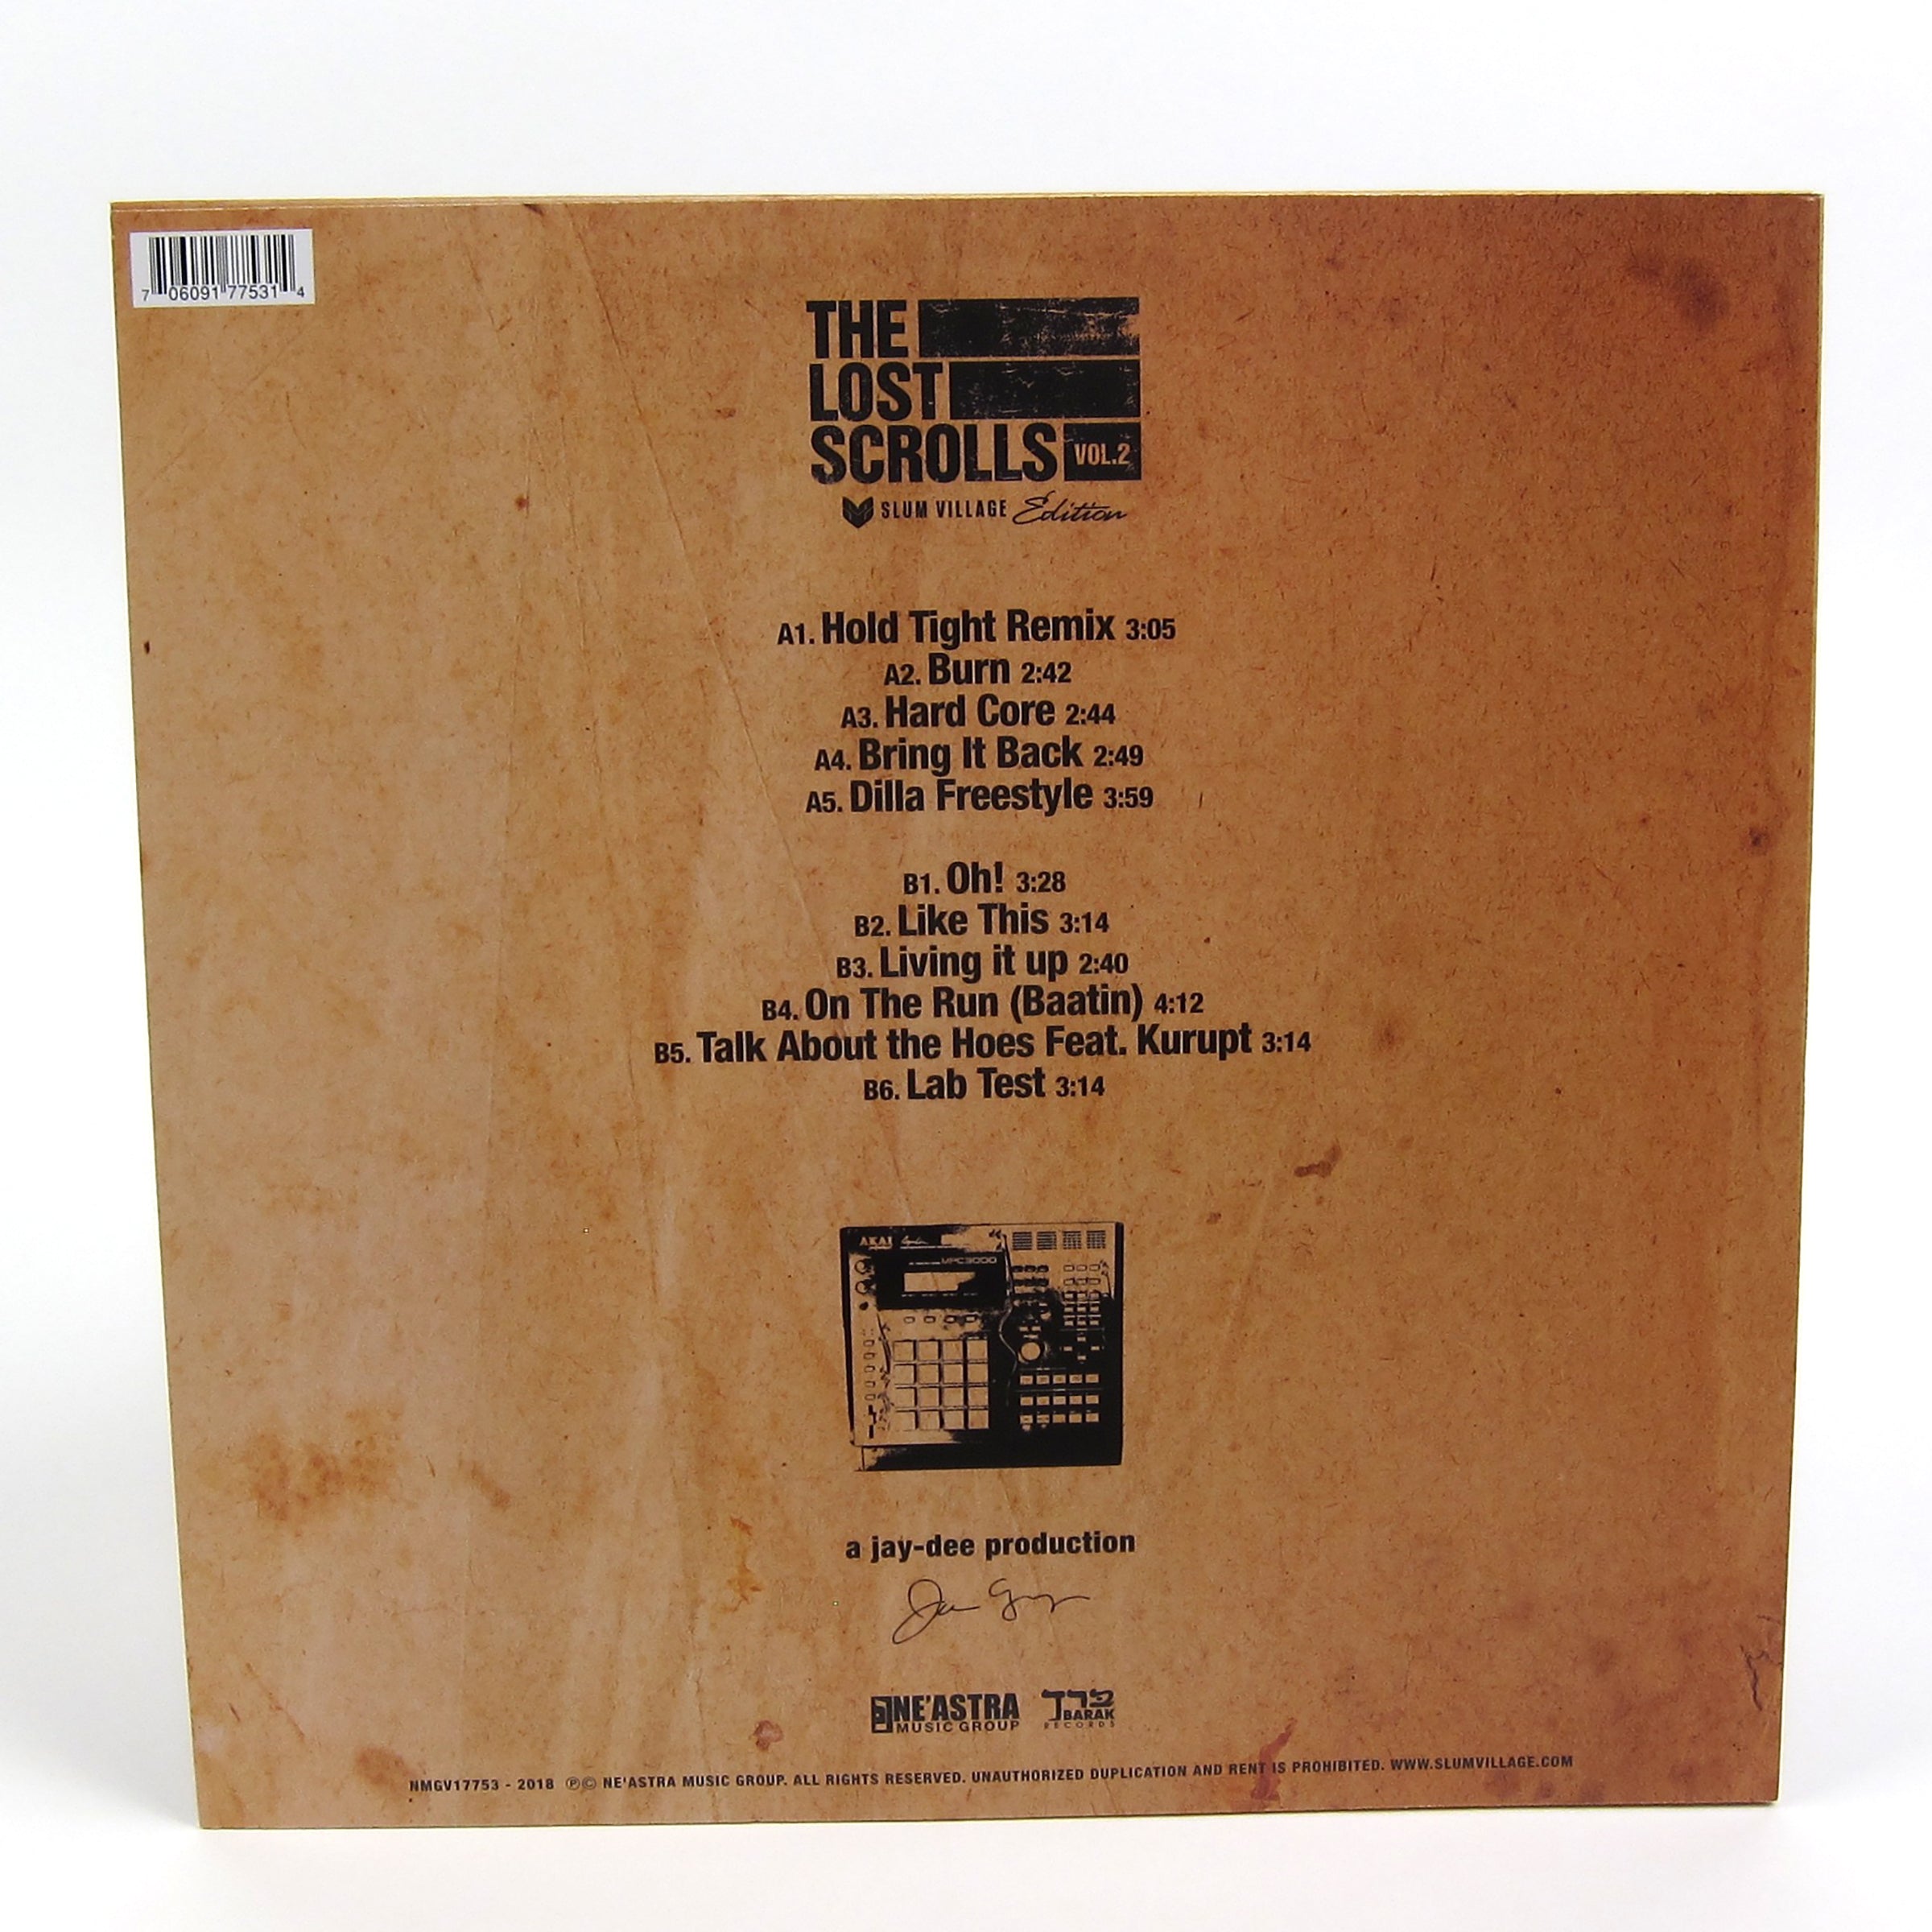 7 06091 77531 4
THE
LOST
SCROLLS VOL.2
SLUM VILLAGE Edition
A1. Hold Tight Remix 3:05
A2. Burn 2:42
A3. Hard Core 2:44
A4. Bring It Back 2:49
A5. Dilla Freestyle 3:59
B1. Oh! 3:28
B2. Like This 3:14
B3. Living it up 2:40
B4. On The Run (Baatin) 4:12
B5. Talk About the Hoes Feat. Kurupt 3:14
B6. Lab Test 3:14
AKAI
MPC3000
a jay-dee production
NE'ASTRA
MUSIC GROUP
ברק
BARAK
RECORDS
NMGV17753 - 2018 ℗© NE'ASTRA MUSIC GROUP. ALL RIGHTS RESERVED. UNAUTHORIZED DUPLICATION AND RENT IS PROHIBITED. WWW.SLUMVILLAGE.COM